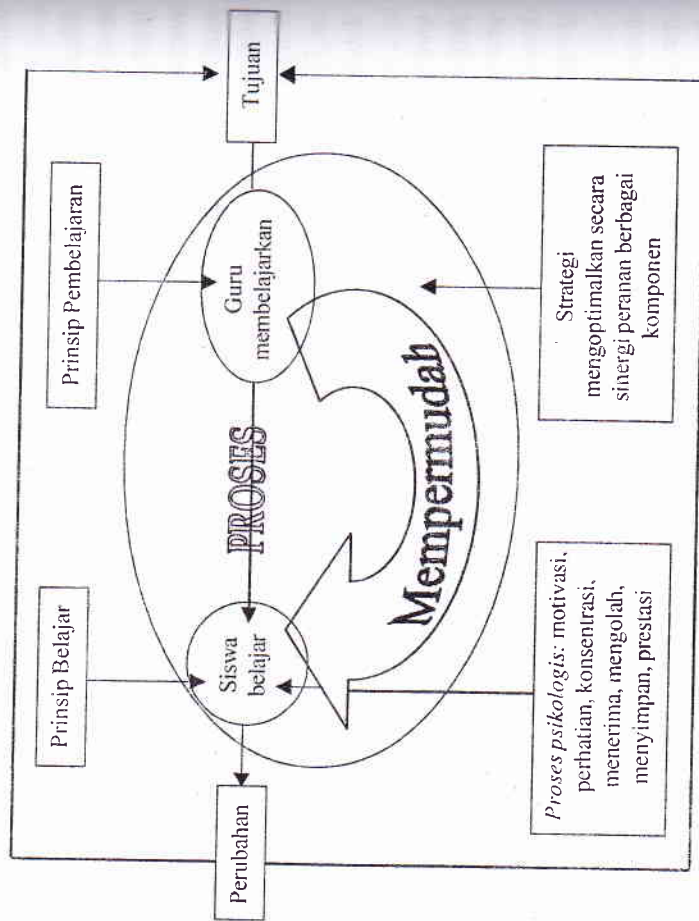 Prinsip Belajar
Prinsip Pembelajaran
Perubahan
Siswa
belajar
PROSES
Guru
membelajarkan
Tujuan
Mempermudah
Proses psikologis: motivasi,
perhatian, konsentrasi,
menerima, mengolah,
menyimpan, prestasi
Strategi
mengoptimalkan secara
sinergi peranan berbagai
komponen